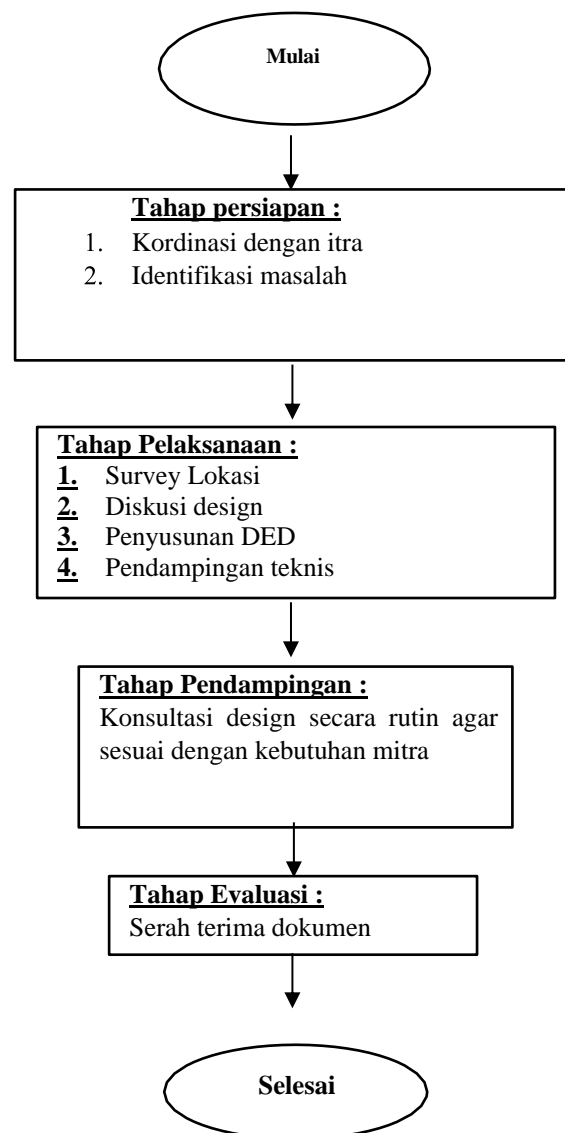 Mulai
Tahap persiapan :
1. Kordinasi dengan itra
2. Identifikasi masalah
Tahap Pelaksanaan :
1. Survey Lokasi
2. Diskusi design
3. Penyusunan DED
4. Pendampingan teknis
Tahap Pendampingan :
Konsultasi design secara rutin agar
sesuai dengan kebutuhan mitra
Tahap Evaluasi :
Serah terima dokumen
Selesai